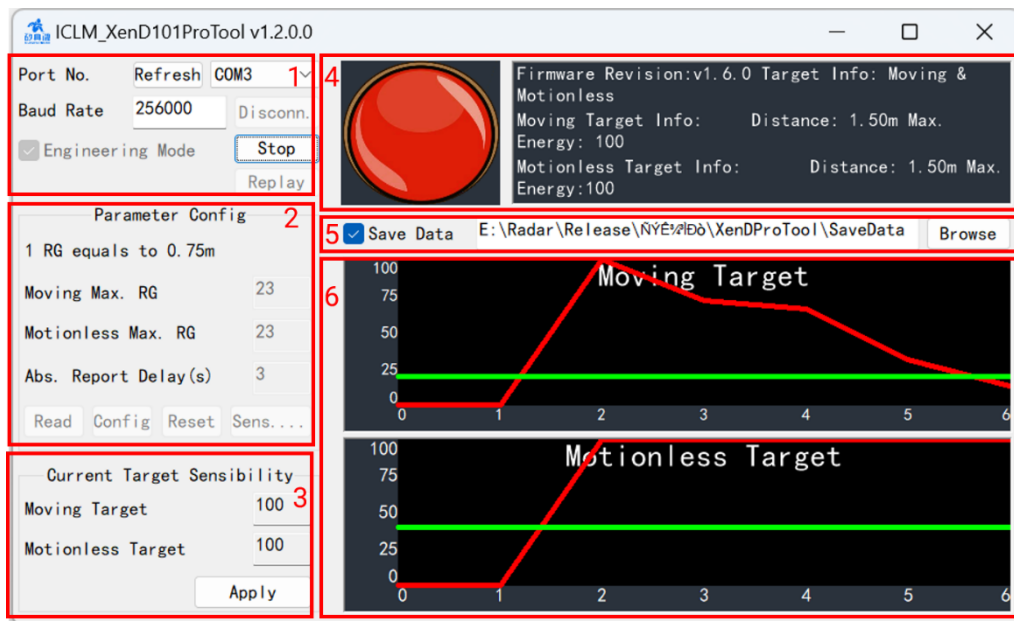 ICLM_XenD101ProTool v1.2.0.0
1
Port No. Refresh COM3
Baud Rate 256000 Disconn.
Engineering Mode Stop
Replay
2
Parameter Config
1 RG equals to 0.75m
Moving Max. RG 23
Motionless Max. RG 23
Abs. Report Delay(s) 3
Read Config Reset Sens....
3
Current Target Sensibility
Moving Target 100
Motionless Target 100
Apply
4
Firmware Revision:v1.6.0 Target Info: Moving &
Motionless
Moving Target Info: Distance: 1.50m Max.
Energy: 100
Motionless Target Info: Distance: 1.50m Max.
Energy:100
5
Save Data E:\Radar\Release\ÑÝÊ¾³ÌÐò\XenDProTool\SaveData Browse
6
Moving Target
100
75
50
25
0
0 1 2 3 4 5 6
Motionless Target
100
75
50
25
0
0 1 2 3 4 5 6